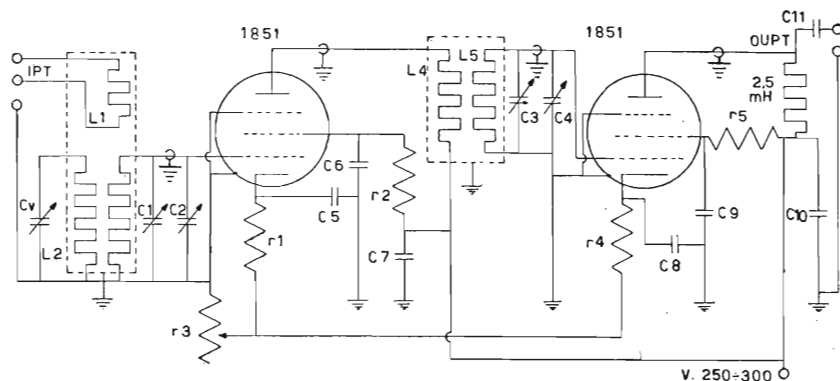 1851
1851
C11
OUPT
IPT
L1
L4
L5
2.5
mH
C3
C4
r5
C6
r2
Cv
C1
C2
C5
C9
C10
L2
r1
r4
C7
C8
r3
V. 250÷300